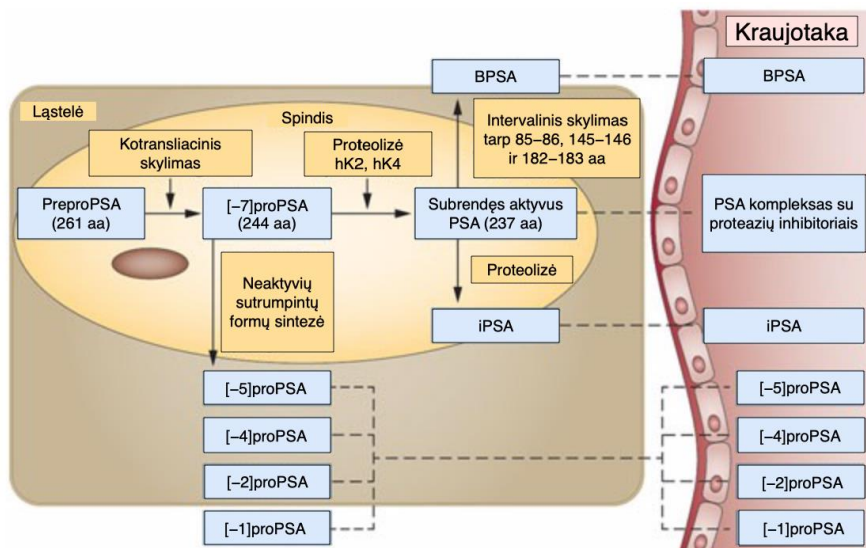 Kraujotaka
BPSA
BPSA
Ląstelė
Spindis
Kotransliacinis
skylimas
Proteolizė
hK2, hK4
Intervalinis skylimas
tarp 85–86, 145–146
ir 182–183 aa
PreproPSA
(261 aa)
[–7]proPSA
(244 aa)
Subrendęs aktyvus
PSA (237 aa)
PSA kompleksas su
proteazių inhibitoriais
Neaktyvių
sutrumpintų
formų sintezė
Proteolizė
iPSA
iPSA
[–5]proPSA
[–5]proPSA
[–4]proPSA
[–4]proPSA
[–2]proPSA
[–2]proPSA
[–1]proPSA
[–1]proPSA